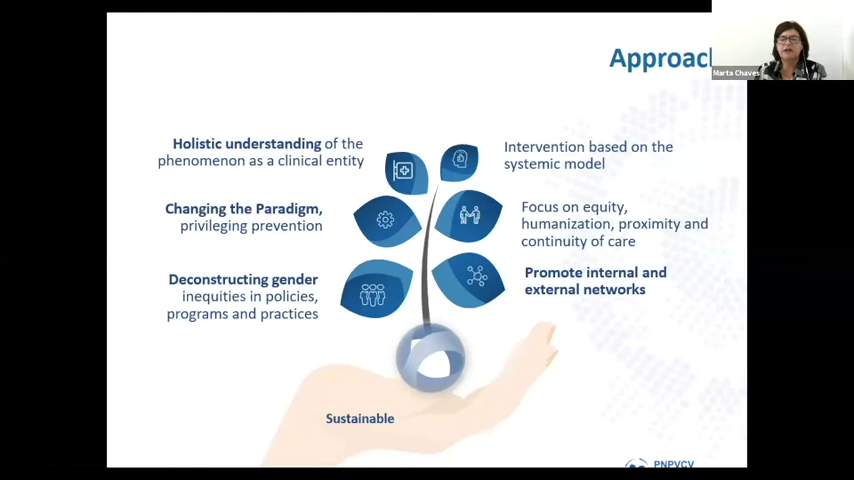 Approach
Marta Chaves
Holistic understanding of the
phenomenon as a clinical entity
Intervention based on the
systemic model
Changing the Paradigm,
privileging prevention
Focus on equity,
humanization, proximity and
continuity of care
Deconstructing gender
inequities in policies,
programs and practices
Promote internal and
external networks
Sustainable
PNPVCV